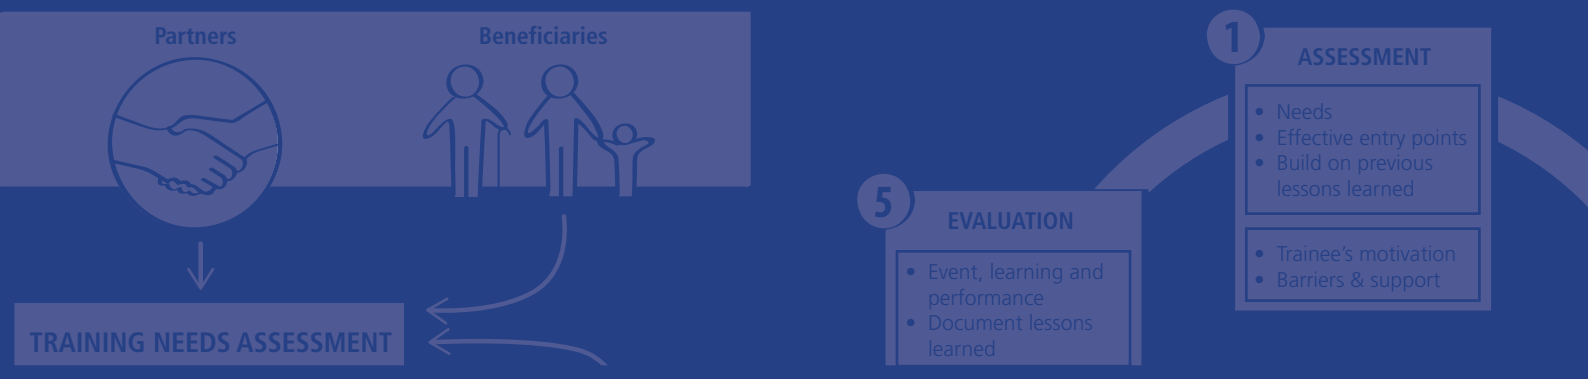 Partners
Beneficiaries
TRAINING NEEDS ASSESSMENT
1
ASSESSMENT
• Needs
• Effective entry points
• Build on previous
lessons learned
• Trainee's motivation
• Barriers & support
5
EVALUATION
• Event, learning and
performance
• Document lessons
learned